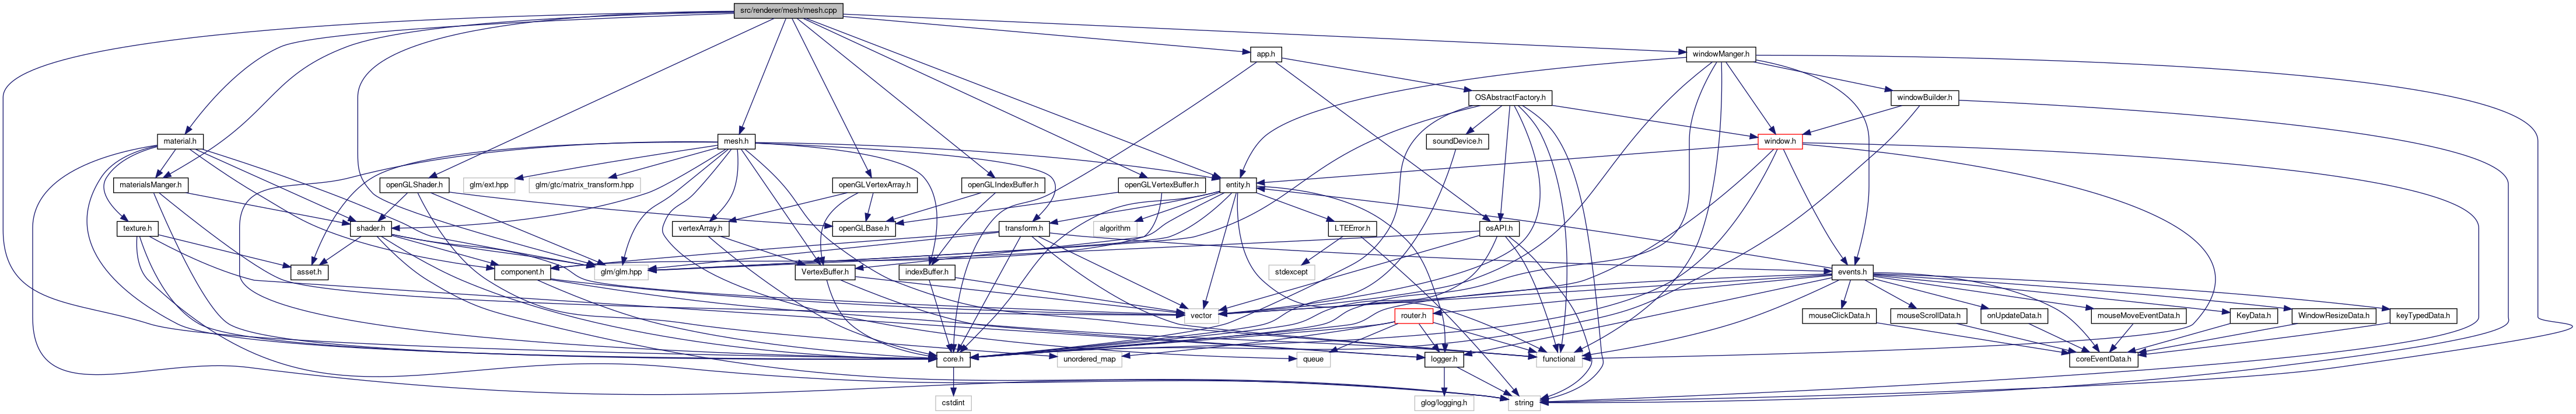 src/renderer/mesh/mesh.cpp
app.h
windowManger.h
OSAbstractFactory.h
windowBuilder.h
material.h
mesh.h
soundDevice.h
window.h
materialsManger.h
openGLShader.h
glm/ext.hpp
glm/gtc/matrix_transform.hpp
openGLVertexArray.h
openGLIndexBuffer.h
openGLVertexBuffer.h
entity.h
texture.h
shader.h
vertexArray.h
openGLBase.h
transform.h
algorithm
LTEError.h
osAPI.h
asset.h
component.h
glm/glm.hpp
VertexBuffer.h
indexBuffer.h
stdexcept
events.h
vector
router.h
mouseClickData.h
mouseScrollData.h
onUpdateData.h
mouseMoveEventData.h
KeyData.h
WindowResizeData.h
keyTypedData.h
core.h
unordered_map
queue
logger.h
functional
coreEventData.h
cstdint
glog/logging.h
string